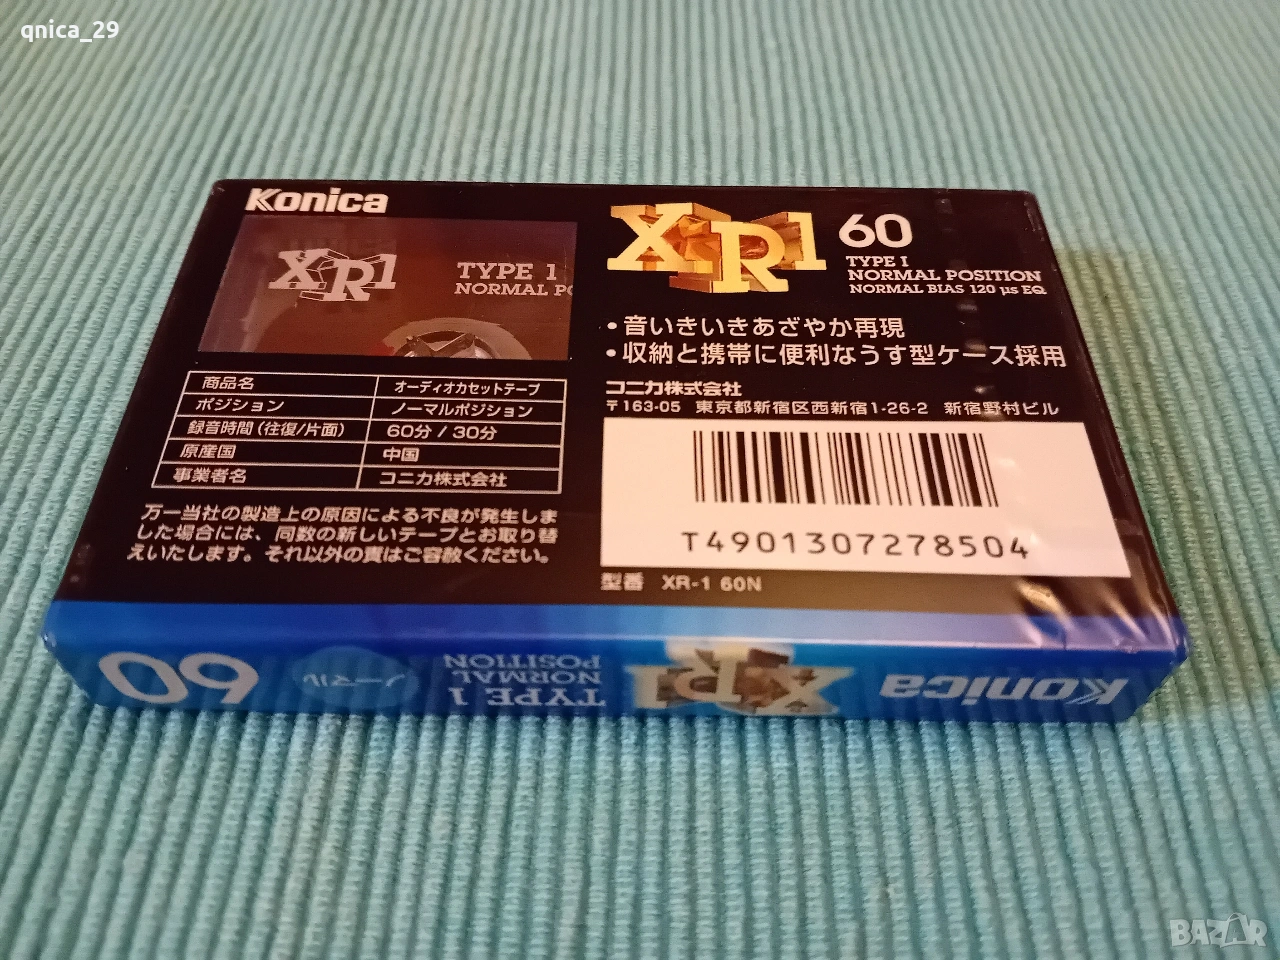 qnica_29
Konica
XR1
TYPE 1
NORMAL PO
XR1 60
TYPE I
NORMAL POSITION
NORMAL BIAS 120 μs EQ
•音いきいきあざやか再現
•収納と携帯に便利なうす型ケース採用
コニカ株式会社
〒163-05 東京都新宿区西新宿1-26-2 新宿野村ビル
商品名 オーディオカセットテープ
ポジション ノーマルポジション
録音時間(往復/片面) 60分/30分
原産国 中国
事業者名 コニカ株式会社
万一当社の製造上の原因による不良が発生しま
した場合には、同数の新しいテープとお取り替
えいたします。それ以外の責はご容赦ください。
T4901307278504
型番 XR-1 60N
Konica
XR1
TYPE 1
NORMAL
POSITION
ノーマル
60
BAZAR